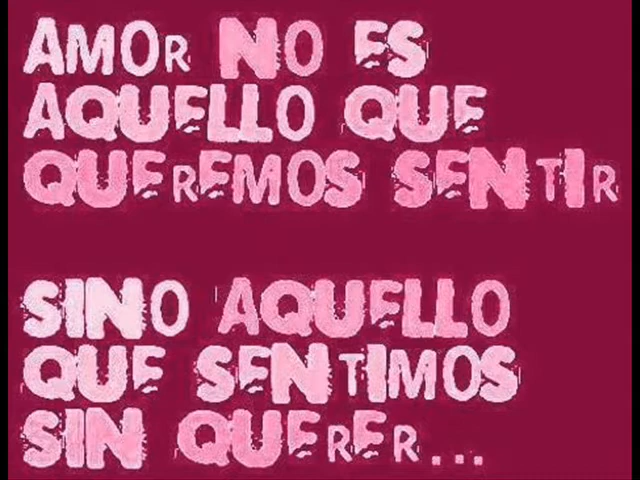 AMOR NO ES
AQUELLO QUE
QUEREMOS SENTIR
SINO AQUELLO
QUE SENTIMOS
SIN QUERER...